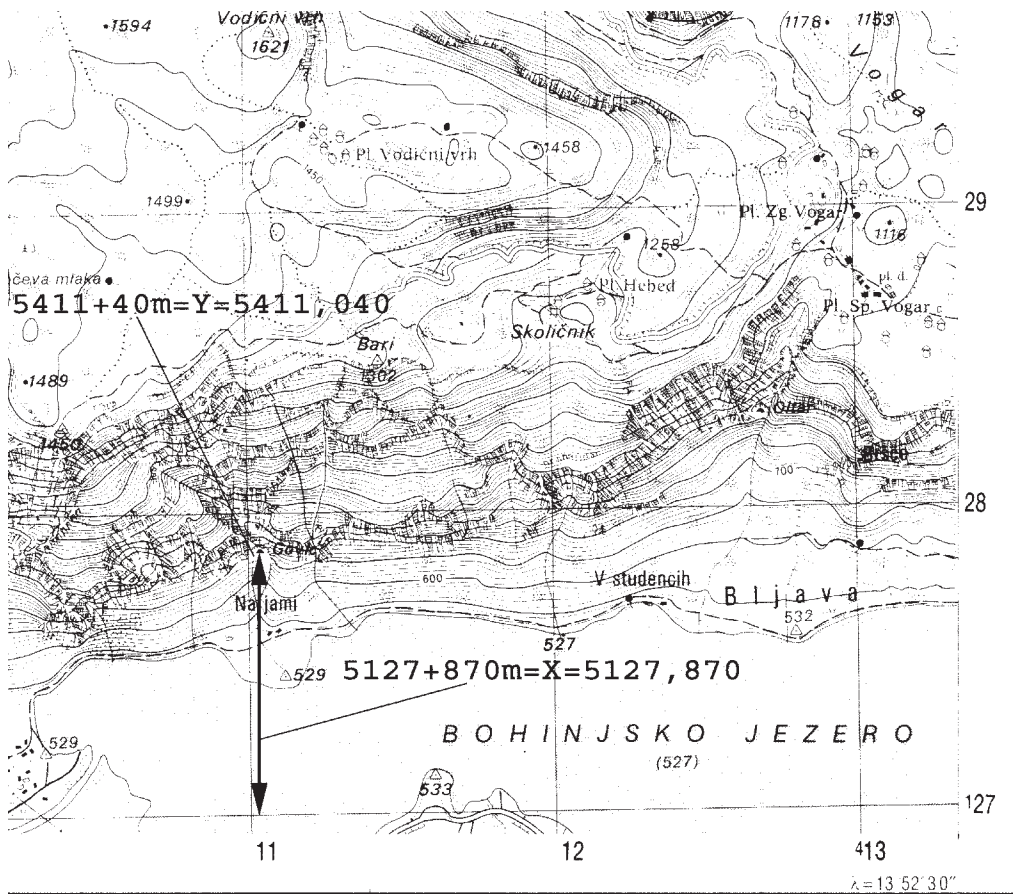 1594
Vodični vrh
1621
1178
1153
Vogar
Pl. Vodični vrh
1458
1450
1499
29
Pl. Zg Vogar
1116
1258
čeva mlaka
Pl. Hebed
pl. d.
5411+40m=Y=5411,040
Pl. Sp. Vogar
Skoličnik
Bari
1302
1489
1460
700
28
600
V studencih
Na jami
Bljava
532
527
529
5127+870m=X=5127,870
BOHINJSKO JEZERO
(527)
529
533
127
11
12
413
λ=13 52'30"